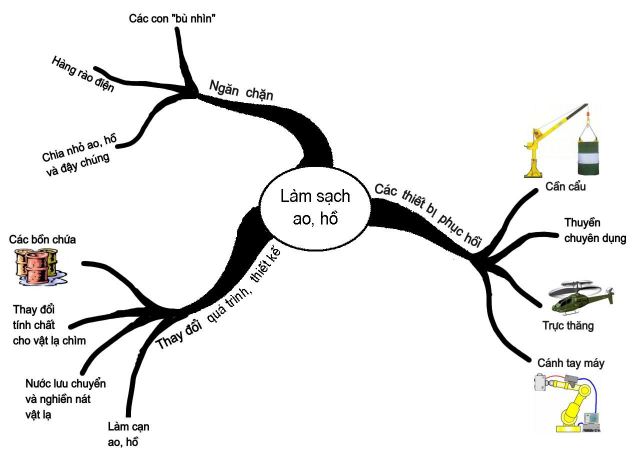 Các con "bù nhìn"
Hàng rào điện
Ngăn chặn
Chia nhỏ ao, hồ
và đậy chúng
Làm sạch
ao, hồ
Các thiết bị phục hồi
Cẩn cẩu
Thuyền
chuyên dụng
Trực thăng
Cánh tay máy
Thay đổi quá trình, thiết kế
Các bồn chứa
Thay đổi
tính chất
cho vật lạ chìm
Nước lưu chuyển
và nghiền nát
vật lạ
Làm cạn
ao, hồ